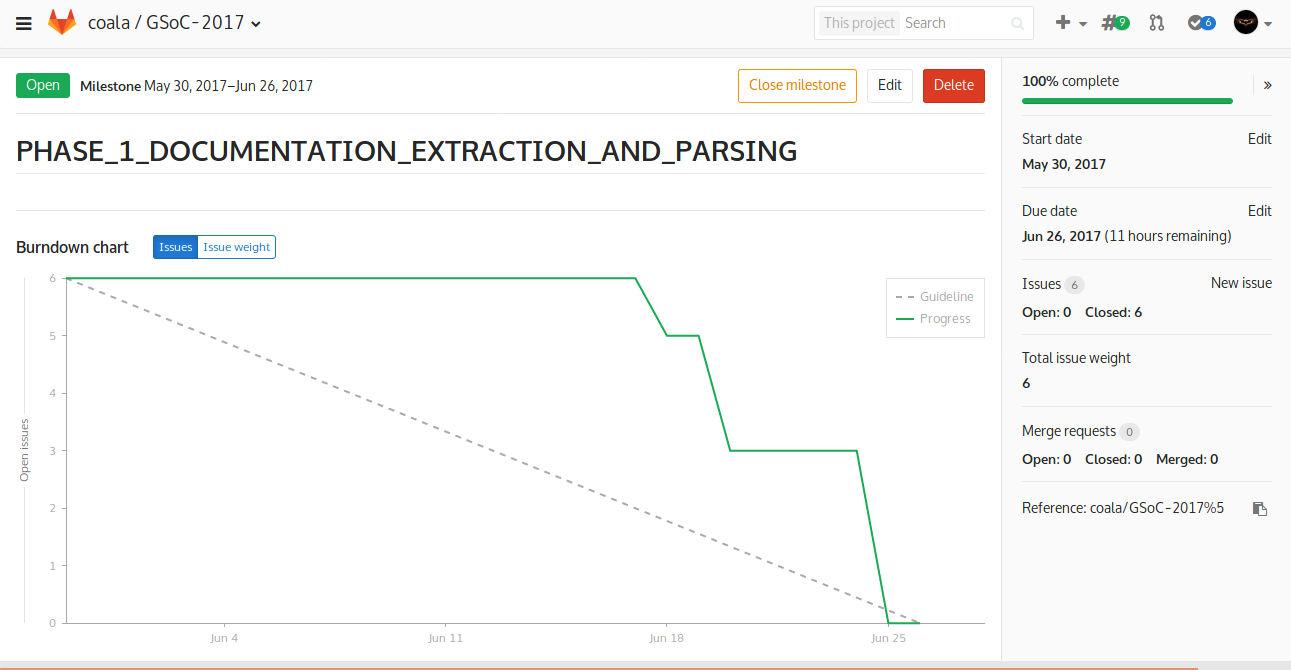 coala / GSoC-2017
This project Search
9
6
Open Milestone May 30, 2017–Jun 26, 2017
Close milestone Edit Delete
PHASE_1_DOCUMENTATION_EXTRACTION_AND_PARSING
Burndown chart Issues Issue weight
Guideline
Progress
Open issues
6
5
4
3
2
1
0
Jun 4 Jun 11 Jun 18 Jun 25
100% complete »
Start date Edit
May 30, 2017
Due date Edit
Jun 26, 2017 (11 hours remaining)
Issues 6 New issue
Open: 0 Closed: 6
Total issue weight
6
Merge requests 0
Open: 0 Closed: 0 Merged: 0
Reference: coala/GSoC-2017%5